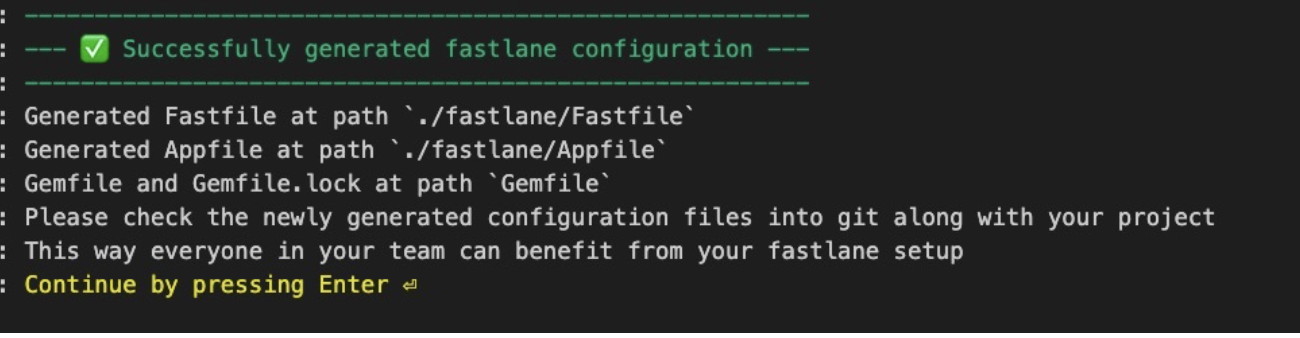 : --------------------------------------------------------
: --- ✅ Successfully generated fastlane configuration ---
: --------------------------------------------------------
: Generated Fastfile at path `./fastlane/Fastfile`
: Generated Appfile at path `./fastlane/Appfile`
: Gemfile and Gemfile.lock at path `Gemfile`
: Please check the newly generated configuration files into git along with your project
: This way everyone in your team can benefit from your fastlane setup
: Continue by pressing Enter ⏎